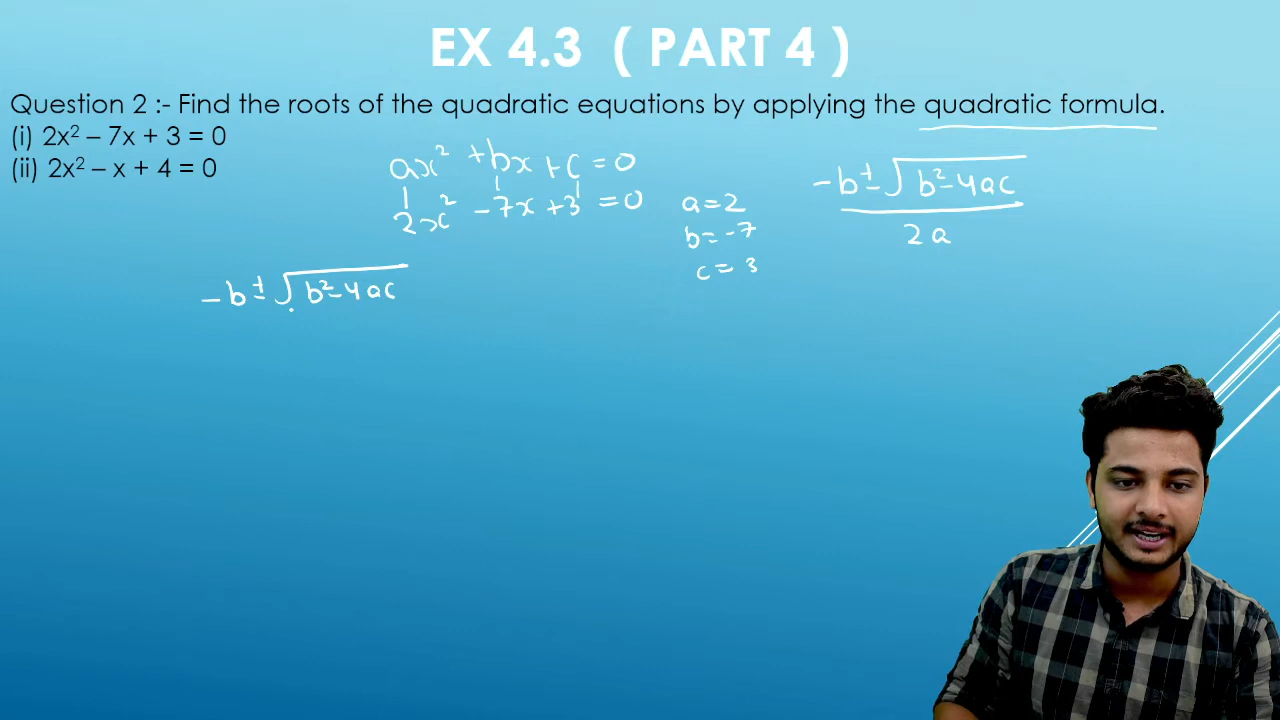 EX 4.3 ( PART 4 )
Question 2 :- Find the roots of the quadratic equations by applying the quadratic formula.
(i) 2x² – 7x + 3 = 0
(ii) 2x² – x + 4 = 0
ax² + bx + c = 0
2x² - 7x + 3 = 0
a = 2
b = -7
c = 3
-b ± √b² - 4ac
2a
-b ± √b² - 4ac